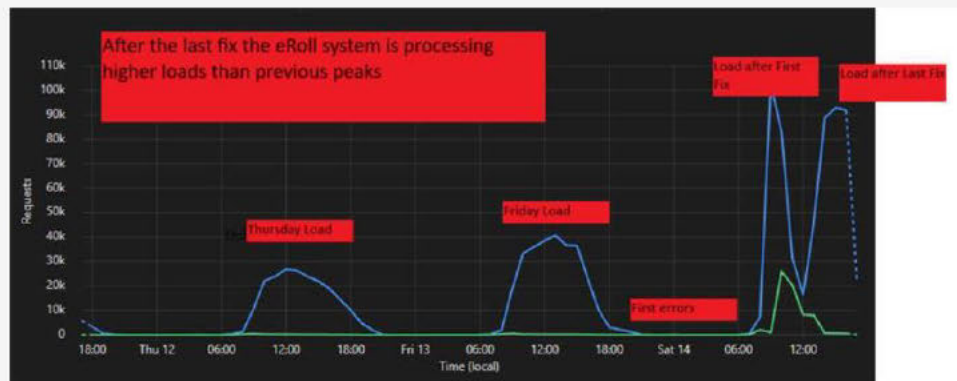 After the last fix the eRoll system is processing
higher loads than previous peaks
Load after First
Fix
Load after Last Fix
110k
100k
90k
80k
70k
60k
50k
40k
30k
20k
10k
0
Requests
Thursday Load
Friday Load
First errors
18:00
Thu 12
06:00
12:00
18:00
Fri 13
06:00
12:00
18:00
Sat 14
06:00
12:00
Time (local)